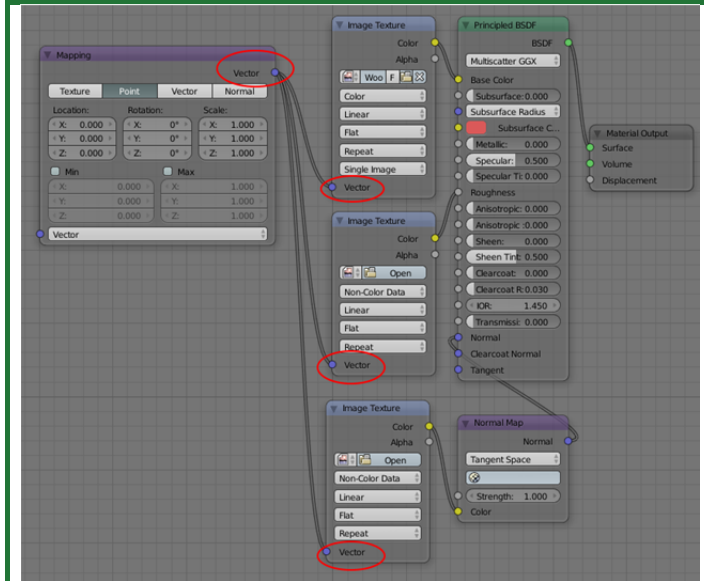 Mapping
Vector
Texture Point Vector Normal
Location: Rotation: Scale:
X: 0.000 X: 0° X: 1.000
Y: 0.000 Y: 0° Y: 1.000
Z: 0.000 Z: 0° Z: 1.000
Min Max
X: 0.000 X: 1.000
Y: 0.000 Y: 1.000
Z: 0.000 Z: 1.000
Vector
Image Texture
Color
Alpha
Woo F
Color
Linear
Flat
Repeat
Single Image
Vector
Image Texture
Color
Alpha
Open
Non-Color Data
Linear
Flat
Repeat
Vector
Image Texture
Color
Alpha
Open
Non-Color Data
Linear
Flat
Repeat
Vector
Principled BSDF
BSDF
Multiscatter GGX
Base Color
Subsurface: 0.000
Subsurface Radius
Subsurface C...
Metallic: 0.000
Specular: 0.500
Specular Ti: 0.000
Roughness
Anisotropic: 0.000
Anisotropic :0.000
Sheen: 0.000
Sheen Tint: 0.500
Clearcoat: 0.000
Clearcoat R: 0.030
IOR: 1.450
Transmissi: 0.000
Normal
Clearcoat Normal
Tangent
Normal Map
Normal
Tangent Space
Strength: 1.000
Color
Material Output
Surface
Volume
Displacement